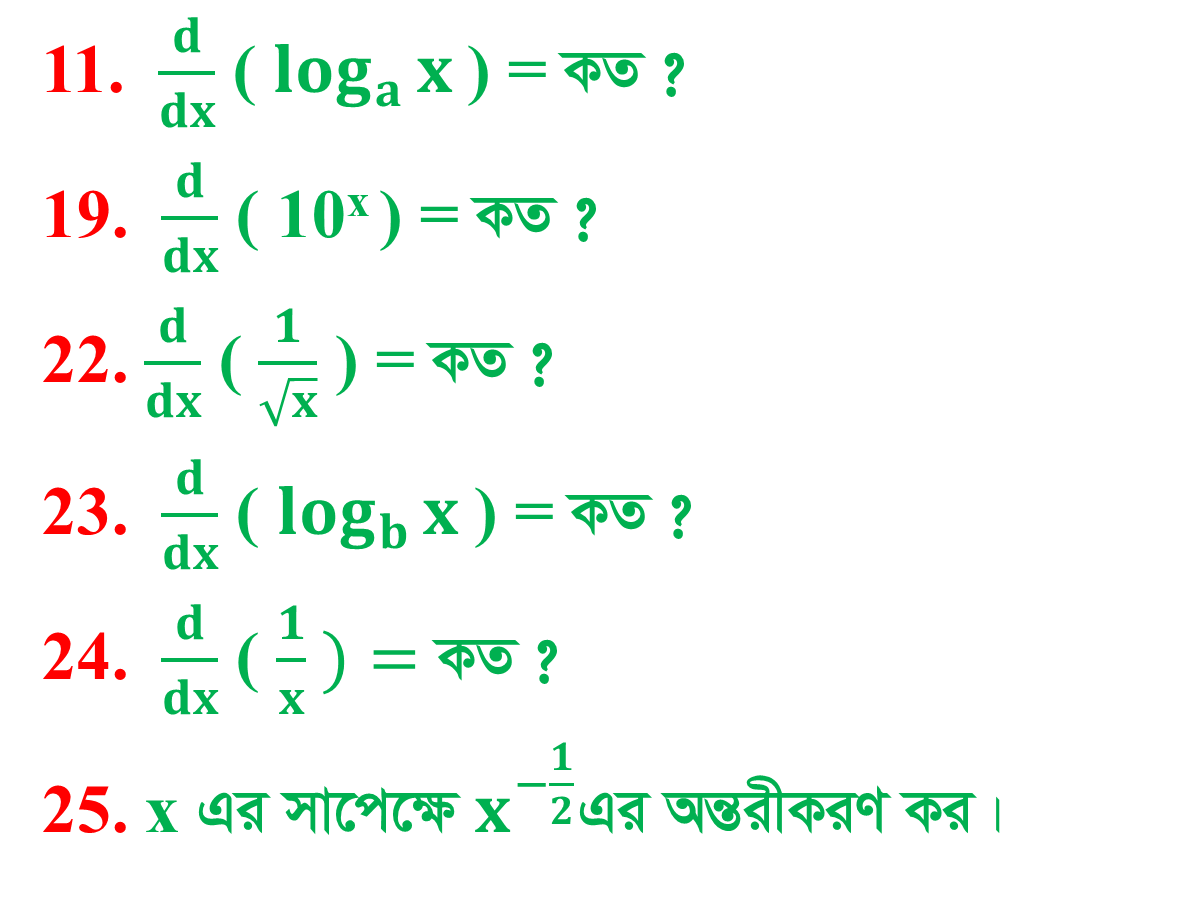 11. d/dx ( logₐ x ) = কত ?
19. d/dx ( 10ˣ ) = কত ?
22. d/dx ( 1/√x ) = কত ?
23. d/dx ( log_b x ) = কত ?
24. d/dx ( 1/x ) = কত ?
25. x এর সাপেক্ষে x^(-1/2) এর অন্তরীকরণ কর।